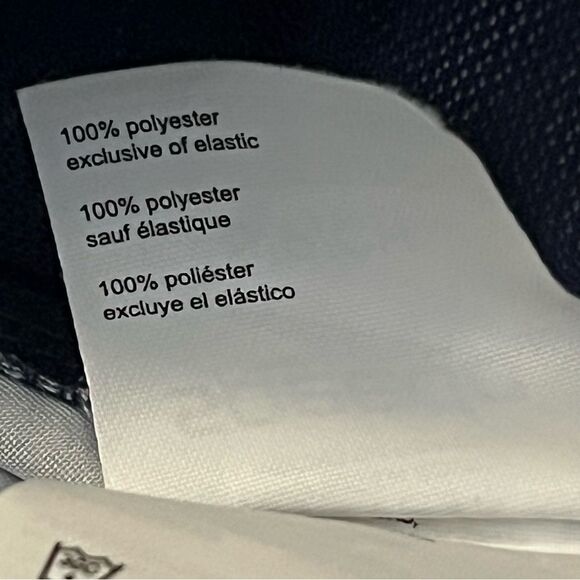 100% polyester
exclusive of elastic
100% polyester
sauf élastique
100% poliéster
excluye el elástico